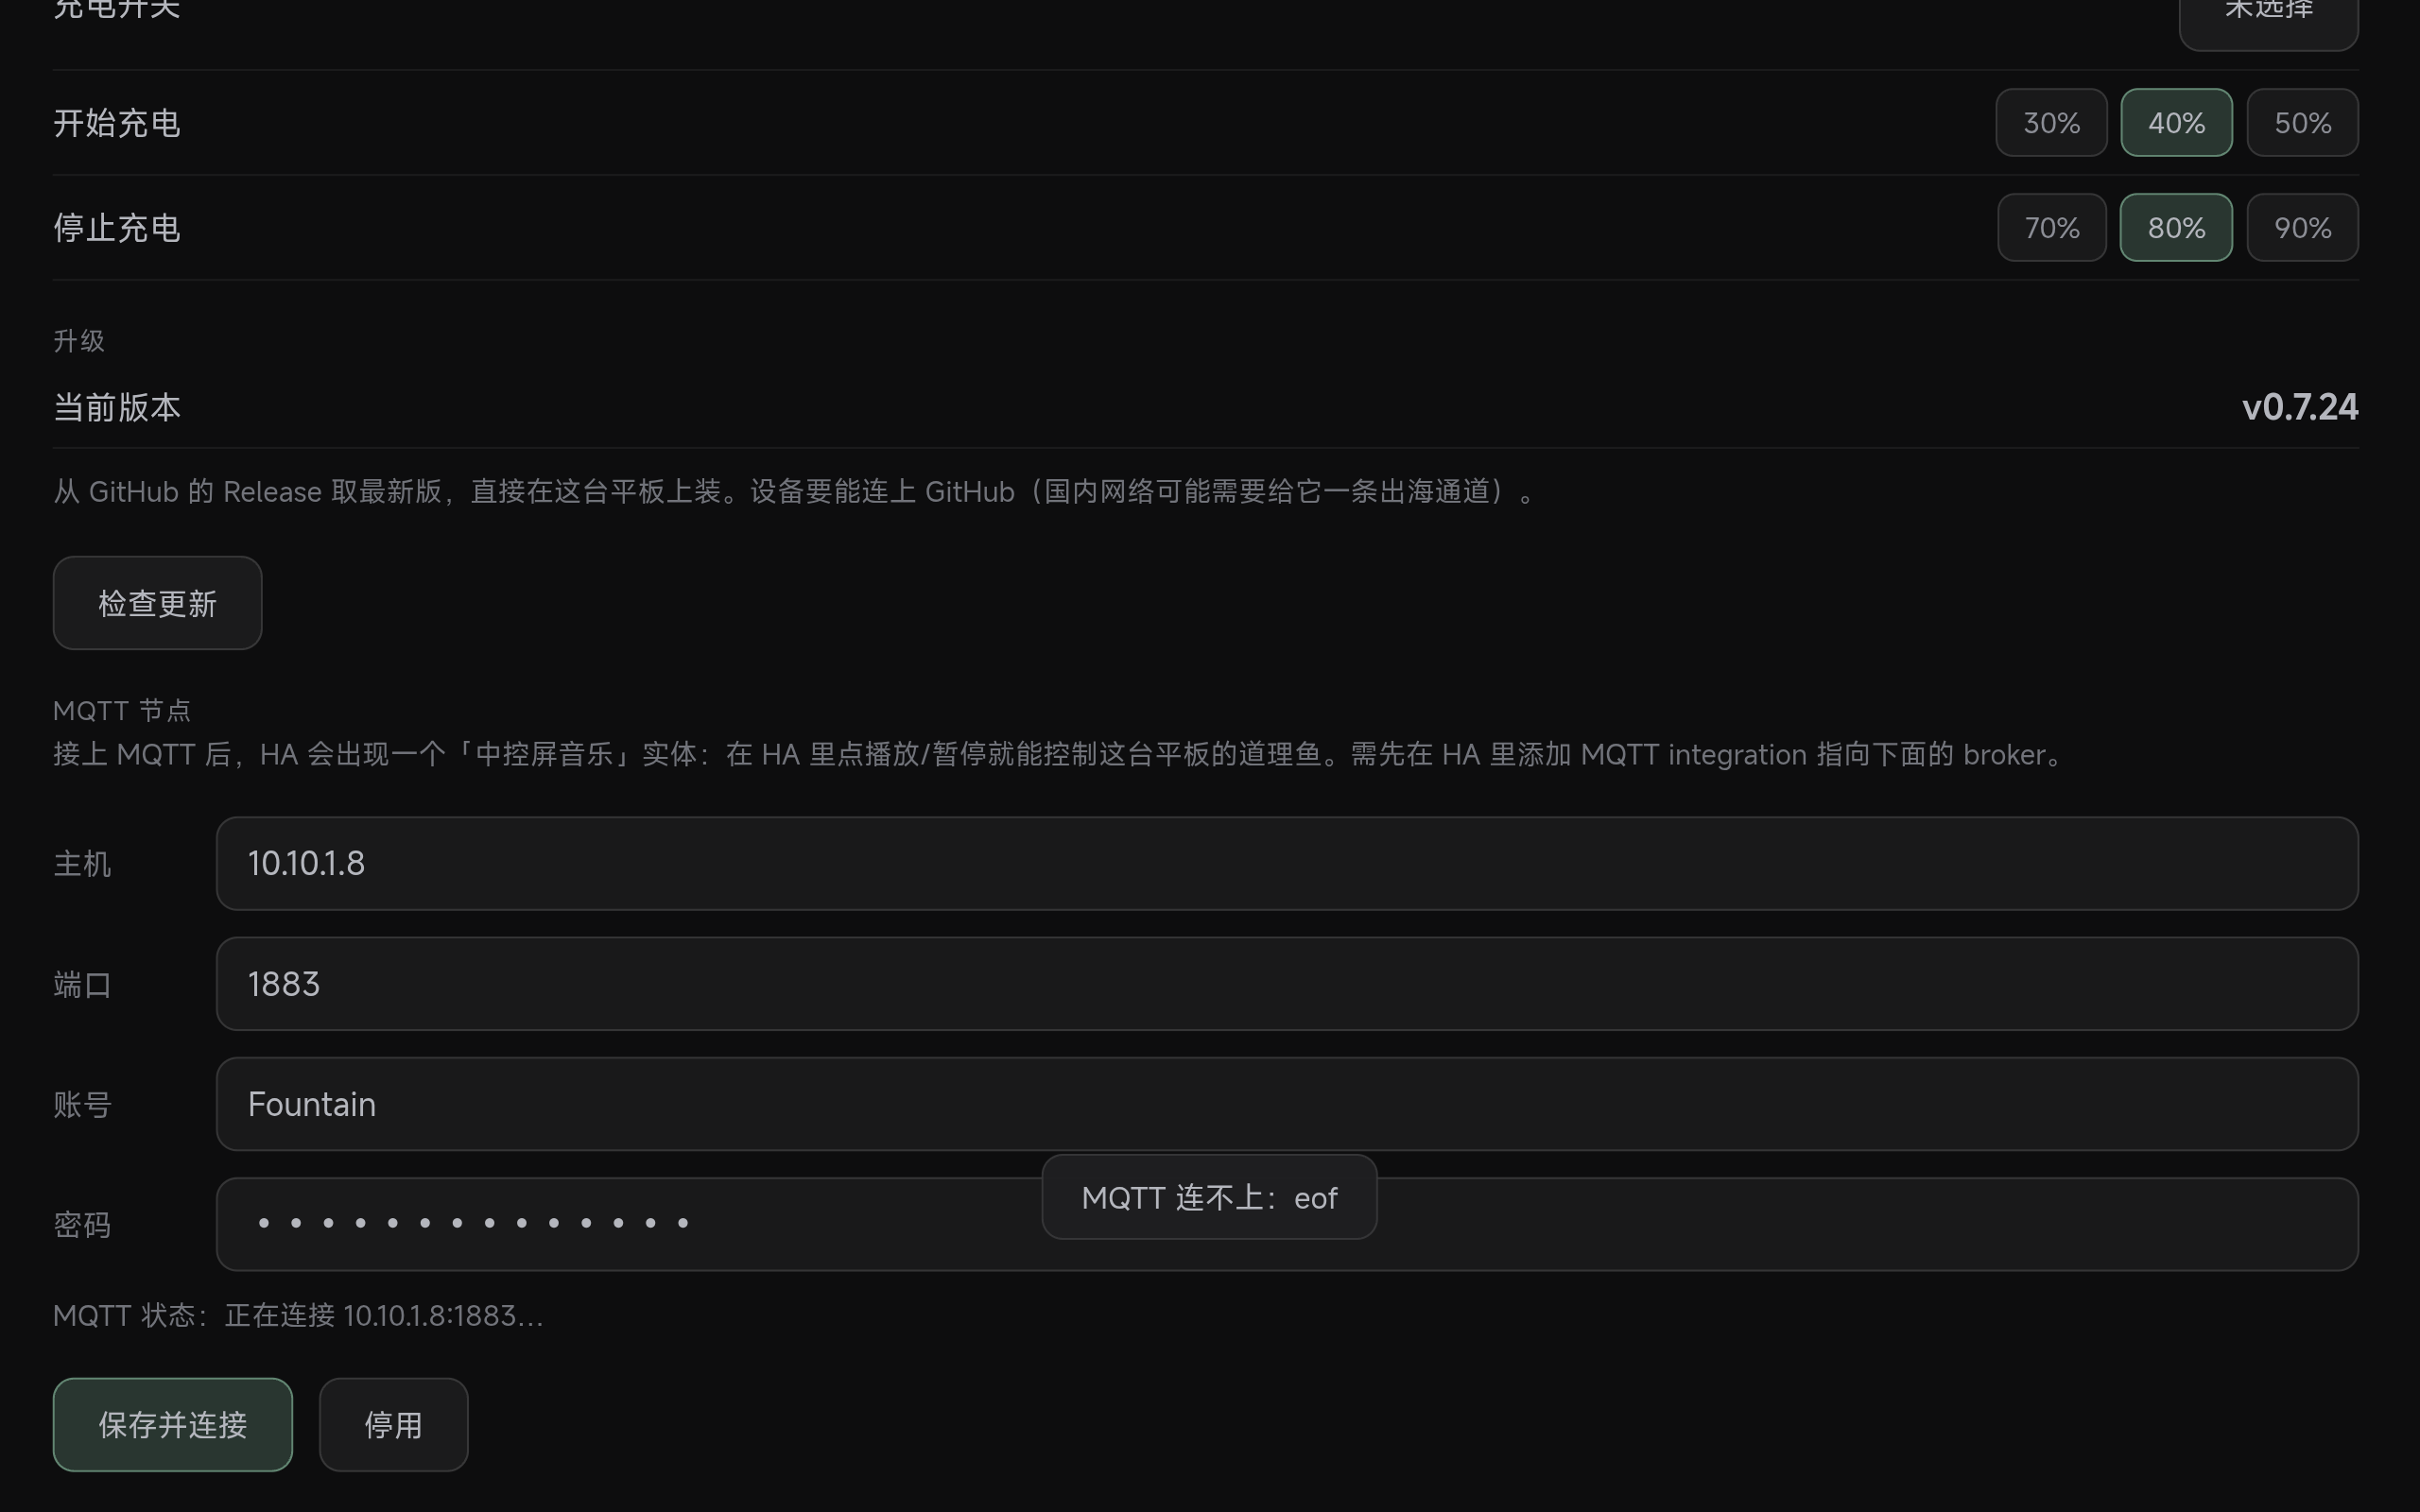 充电开关
未选择
开始充电
30%
40%
50%
停止充电
70%
80%
90%
升级
当前版本
v0.7.24
从 GitHub 的 Release 取最新版，直接在这台平板上装。设备要能连上 GitHub（国内网络可能需要给它一条出海通道）。
检查更新
MQTT 节点
接上 MQTT 后，HA 会出现一个「中控屏音乐」实体：在 HA 里点播放/暂停就能控制这台平板的道理鱼。需先在 HA 里添加 MQTT integration 指向下面的 broker。
主机
10.10.1.8
端口
1883
账号
Fountain
密码
••••••••••••••
MQTT 连不上：eof
MQTT 状态：正在连接 10.10.1.8:1883...
保存并连接
停用